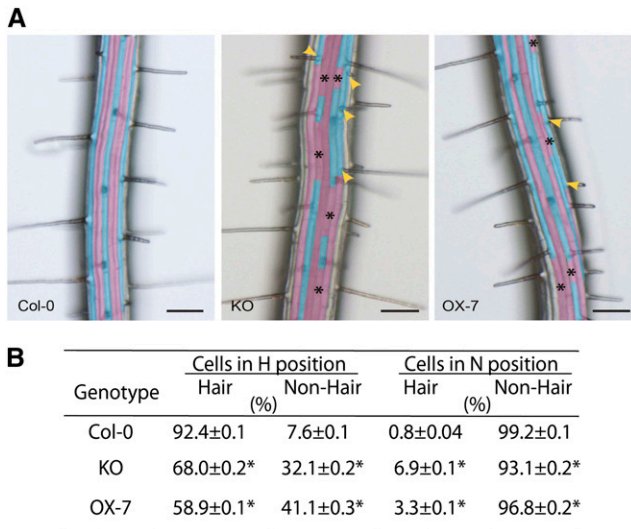 A
* *
*
*
*
*
*
*
*
Col-0 KO OX-7
B
Genotype Cells in H position Cells in N position
Hair Non-Hair Hair Non-Hair
(%) (%)
Col-0 92.4±0.1 7.6±0.1 0.8±0.04 99.2±0.1
KO 68.0±0.2* 32.1±0.2* 6.9±0.1* 93.1±0.2*
OX-7 58.9±0.1* 41.1±0.3* 3.3±0.1* 96.8±0.2*